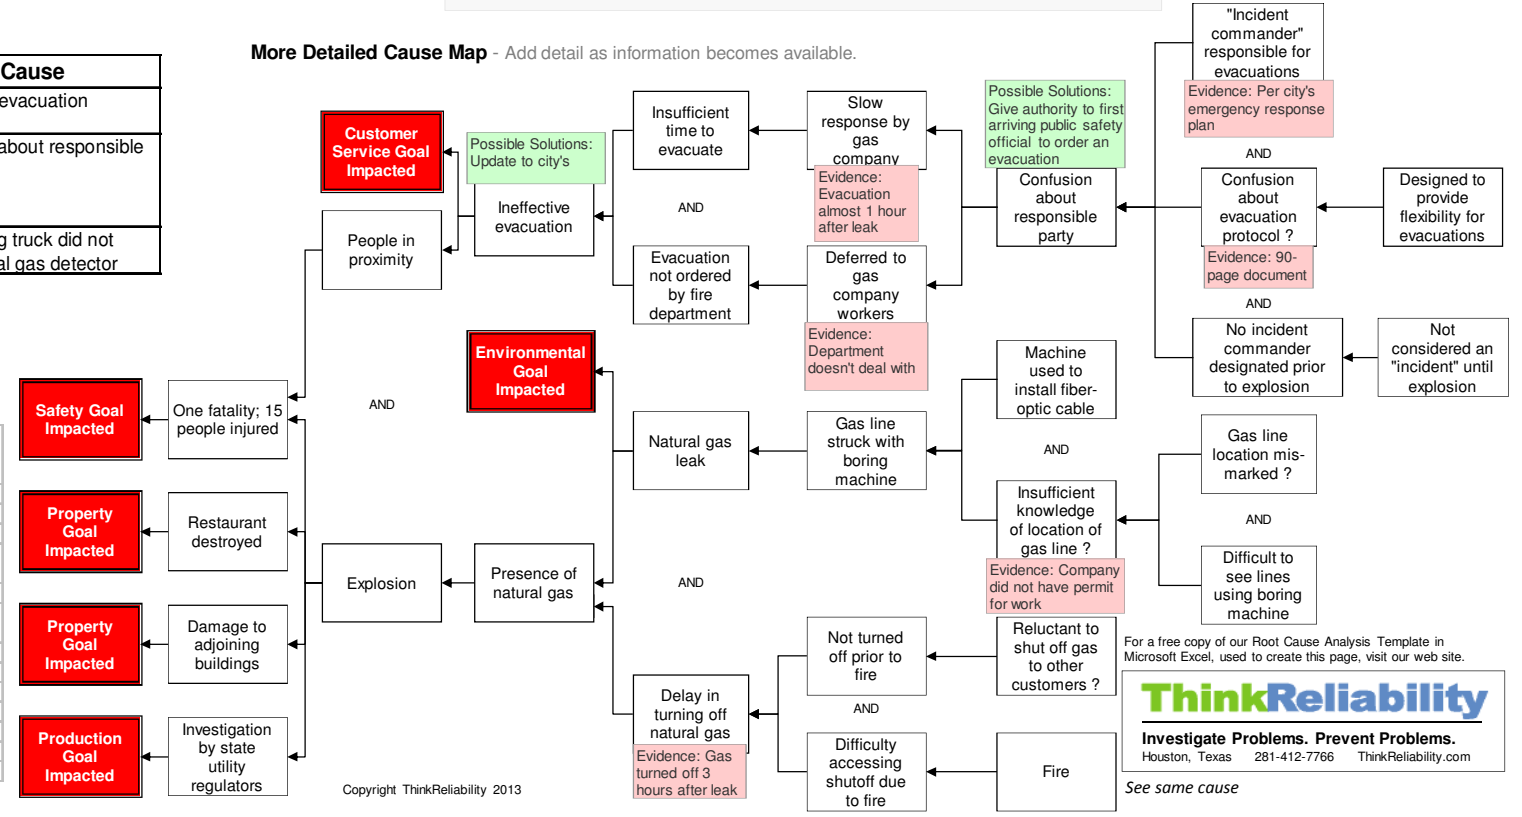 More Detailed Cause Map - Add detail as information becomes available.
Cause
evacuation
about responsible
g truck did not
al gas detector
Customer
Service Goal
Impacted
Possible Solutions:
Update to city's
Ineffective
evacuation
People in
proximity
Insufficient
time to
evacuate
AND
Evacuation
not ordered
by fire
department
Slow
response by
gas
company
Evidence:
Evacuation
almost 1 hour
after leak
Deferred to
gas
company
workers
Evidence:
Department
doesn't deal with
Possible Solutions:
Give authority to first
arriving public safety
official to order an
evacuation
Confusion
about
responsible
party
"Incident
commander"
responsible for
evacuations
Evidence: Per city's
emergency response
plan
AND
Confusion
about
evacuation
protocol ?
Evidence: 90-
page document
Designed to
provide
flexibility for
evacuations
AND
No incident
commander
designated prior
to explosion
Not
considered an
"incident" until
explosion
Safety Goal
Impacted
One fatality; 15
people injured
AND
Environmental
Goal
Impacted
Natural gas
leak
Gas line
struck with
boring
machine
Machine
used to
install fiber-
optic cable
AND
Insufficient
knowledge
of location of
gas line ?
Evidence: Company
did not have permit
for work
Gas line
location mis-
marked ?
AND
Difficult to
see lines
using boring
machine
Property
Goal
Impacted
Restaurant
destroyed
Explosion
Presence of
natural gas
AND
Property
Goal
Impacted
Damage to
adjoining
buildings
Production
Goal
Impacted
Investigation
by state
utility
regulators
Delay in
turning off
natural gas
Evidence: Gas
turned off 3
hours after leak
Not turned
off prior to
fire
AND
Difficulty
accessing
shutoff due
to fire
Reluctant to
shut off gas
to other
customers ?
Fire
Copyright ThinkReliability 2013
For a free copy of our Root Cause Analysis Template in
Microsoft Excel, used to create this page, visit our web site.
ThinkReliability
Investigate Problems. Prevent Problems.
Houston, Texas 281-412-7766 ThinkReliability.com
See same cause